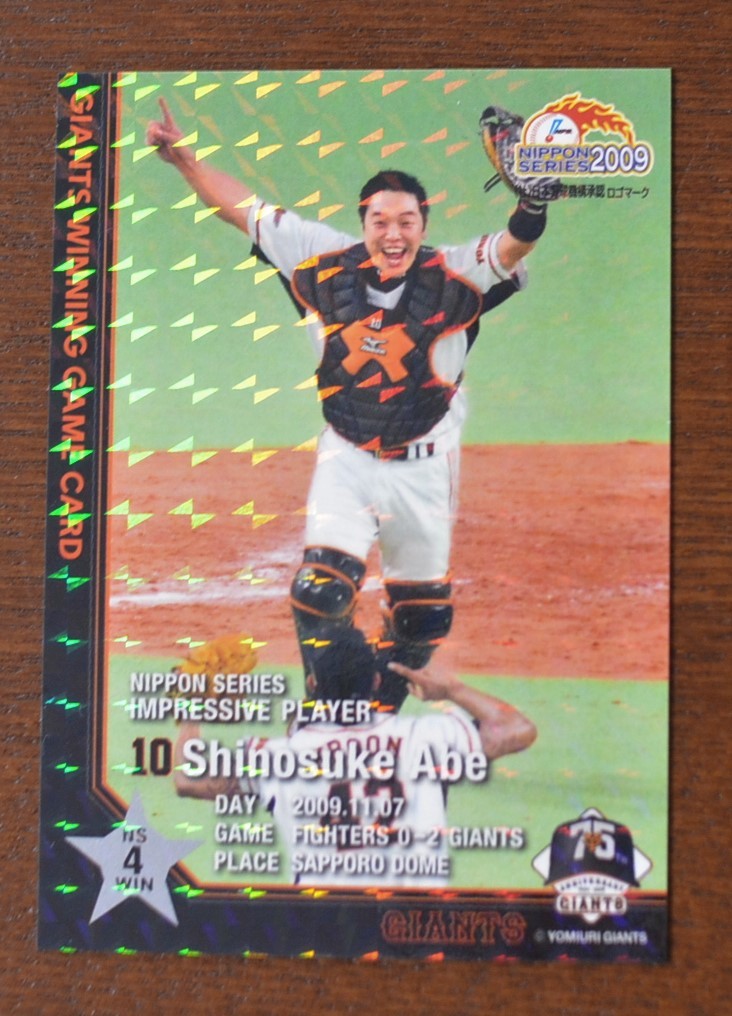 GIANTS WINNING GAME CARD
NIPPON
SERIES 2009
ロゴマーク
NIPPON SERIES
IMPRESSIVE PLAYER
10 Shinosuke Abe
DAY 2009.11.07
GAME FIGHTERS 0-2 GIANTS
PLACE SAPPORO DOME
NS
4
WIN
75TH
ANNIVERSARY
GIANTS
GIANTS
© YOMIURI GIANTS